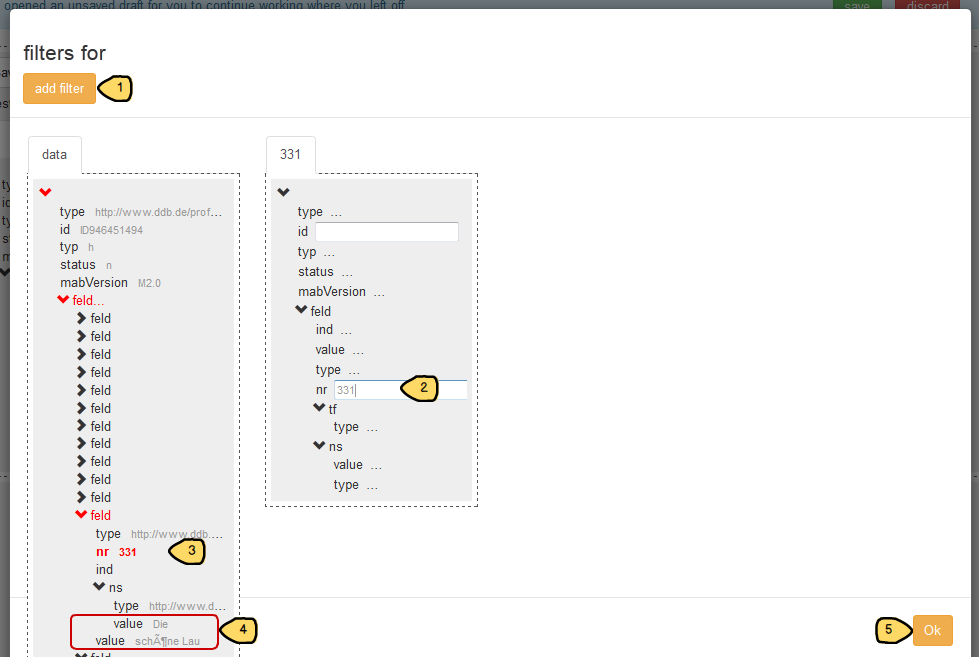 opened an unsaved draft for you to continue working where you left off
save
discard
filters for
add filter
1
data
type http://www.ddb.de/prof...
id ID946451494
typ h
status n
mabVersion M2.0
feld...
feld
feld
feld
feld
feld
feld
feld
feld
feld
feld
feld
feld
type http://www.ddb....
nr 331
3
ind
ns
type http://www.d...
value Die
value schÃ¶ne Lau
4
feld
331
type ...
id
typ ...
status ...
mabVersion ...
feld
ind ...
value ...
type ...
nr 331
2
tf
type ...
ns
value ...
type ...
5
Ok